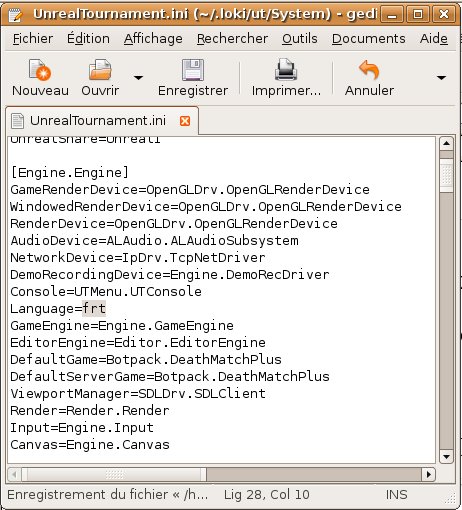 UnrealTournament.ini (~/.loki/ut/System) - gedi
Fichier Édition Affichage Rechercher Outils Documents Aide
Nouveau Ouvrir Enregistrer Imprimer... Annuler
UnrealTournament.ini
UnrealShare=UnrealI
[Engine.Engine]
GameRenderDevice=OpenGLDrv.OpenGLRenderDevice
WindowedRenderDevice=OpenGLDrv.OpenGLRenderDevice
RenderDevice=OpenGLDrv.OpenGLRenderDevice
AudioDevice=ALAudio.ALAudioSubsystem
NetworkDevice=IpDrv.TcpNetDriver
DemoRecordingDevice=Engine.DemoRecDriver
Console=UTMenu.UTConsole
Language=frt
GameEngine=Engine.GameEngine
EditorEngine=Editor.EditorEngine
DefaultGame=Botpack.DeathMatchPlus
DefaultServerGame=Botpack.DeathMatchPlus
ViewportManager=SDLDrv.SDLClient
Render=Render.Render
Input=Engine.Input
Canvas=Engine.Canvas
Enregistrement du fichier « /h... Lig 28, Col 10 INS